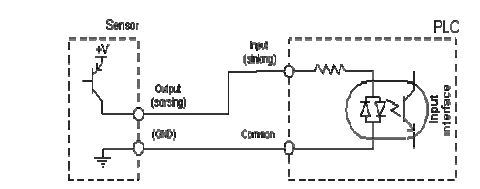 Sensor
PLC
+V
Input
(sinking)
Output
(sourcing)
(GND)
Common
Input
interface